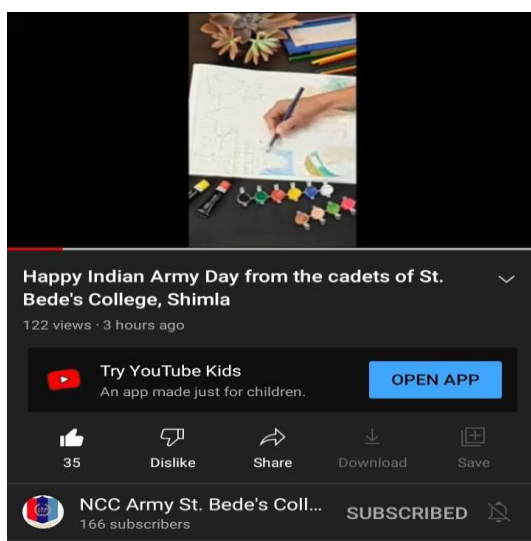 Happy Indian Army Day from the cadets of St.
Bede's College, Shimla
122 views · 3 hours ago
Try YouTube Kids
An app made just for children.
OPEN APP
35
Dislike
Share
Download
Save
NCC Army St. Bede's Coll...
166 subscribers
SUBSCRIBED